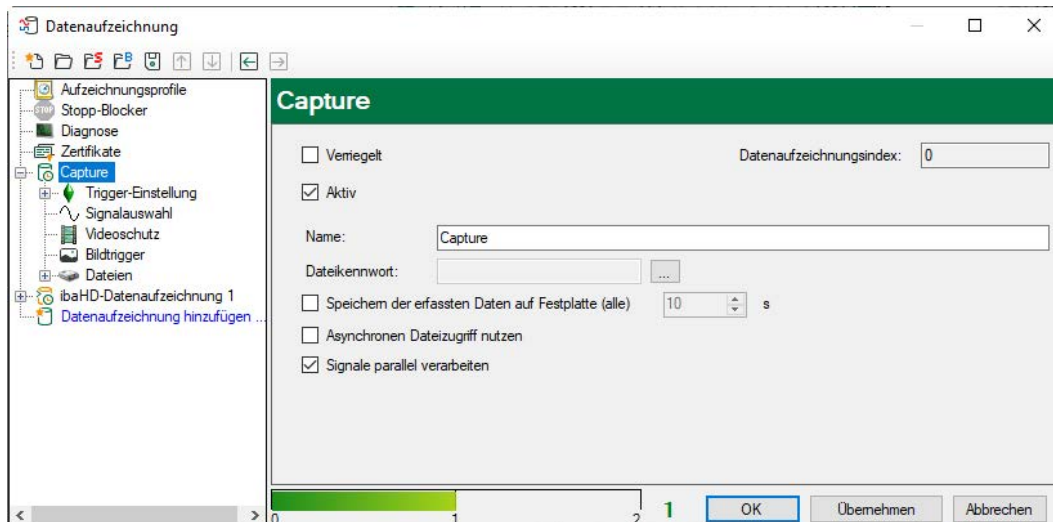 Datenaufzeichnung
Aufzeichnungsprofile
STOP Stopp-Blocker
Diagnose
Zertifikate
Capture
Trigger-Einstellung
Signalauswahl
Videoschutz
Bildtrigger
Dateien
ibaHD-Datenaufzeichnung 1
Datenaufzeichnung hinzufügen ...
Capture
Verriegelt
Datenaufzeichnungsindex: 0
Aktiv
Name: Capture
Dateikennwort: ...
Speichern der erfassten Daten auf Festplatte (alle) 10 s
Asynchronen Dateizugriff nutzen
Signale parallel verarbeiten
0 1 2 1
OK Übernehmen Abbrechen